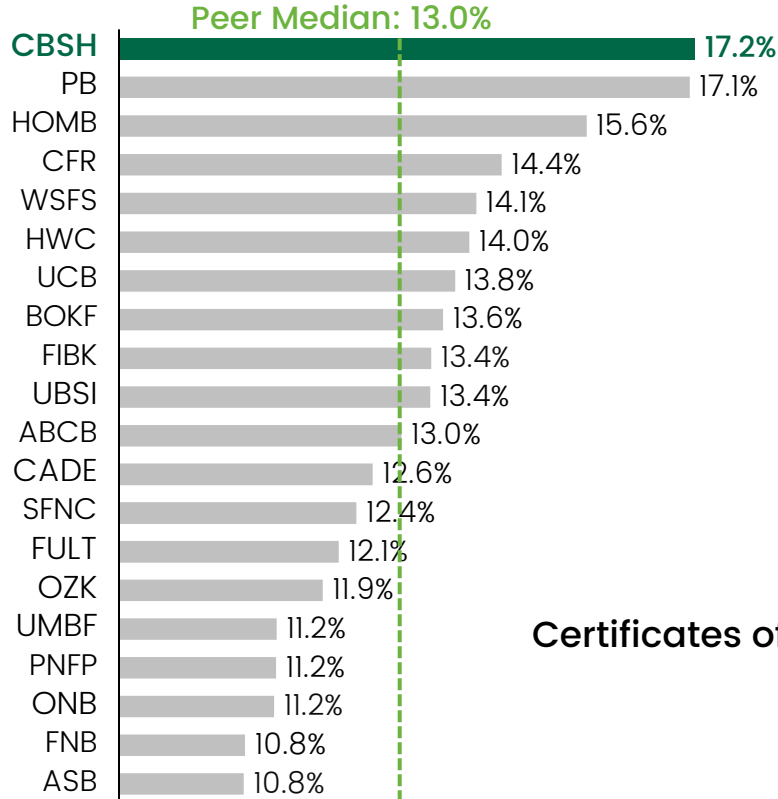 Peer Median: 13.0%
CBSH 17.2%
PB 17.1%
HOMB 15.6%
CFR 14.4%
WSFS 14.1%
HWC 14.0%
UCB 13.8%
BOKF 13.6%
FIBK 13.4%
UBSI 13.4%
ABCB 13.0%
CADE 12.6%
SFNC 12.4%
FULT 12.1%
OZK 11.9%
UMBF 11.2%
Certificates of
PNFP 11.2%
ONB 11.2%
FNB 10.8%
ASB 10.8%